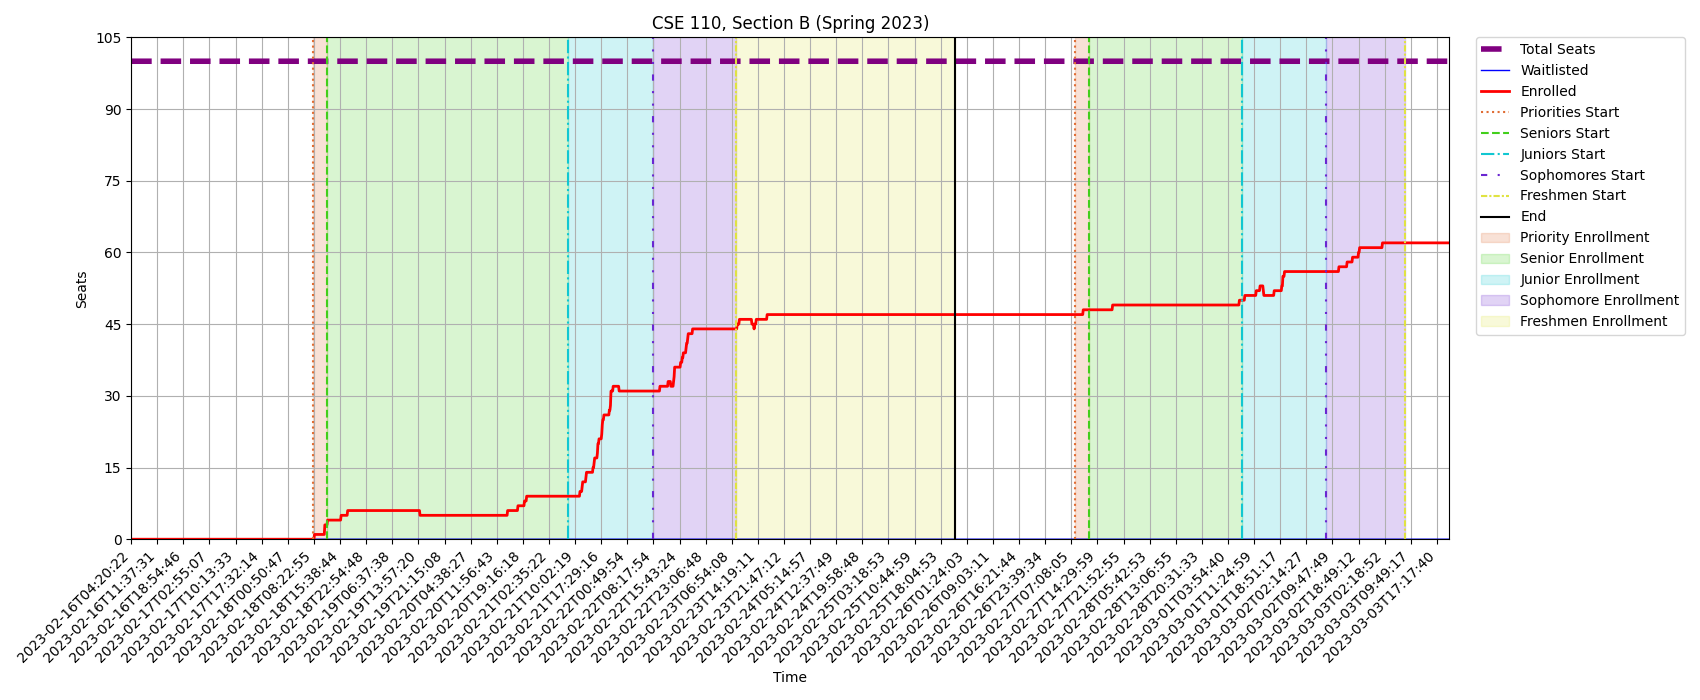 CSE 110, Section B (Spring 2023)
105
90
75
60
45
30
15
0
Seats
2023-02-16T04:20:22
2023-02-16T11:37:31
2023-02-16T18:54:46
2023-02-17T02:55:07
2023-02-17T10:13:33
2023-02-17T17:32:14
2023-02-18T00:50:47
2023-02-18T08:22:55
2023-02-18T15:38:44
2023-02-18T22:54:48
2023-02-19T06:37:38
2023-02-19T13:57:20
2023-02-19T21:15:08
2023-02-20T04:38:27
2023-02-20T11:56:43
2023-02-20T19:16:18
2023-02-21T02:35:22
2023-02-21T10:02:19
2023-02-21T17:29:16
2023-02-22T00:49:54
2023-02-22T08:17:54
2023-02-22T15:43:24
2023-02-22T23:06:48
2023-02-23T06:54:08
2023-02-23T14:19:11
2023-02-23T21:47:12
2023-02-24T05:14:57
2023-02-24T12:37:49
2023-02-24T19:58:48
2023-02-25T03:18:53
2023-02-25T10:44:59
2023-02-25T18:04:53
2023-02-26T01:24:03
2023-02-26T09:03:11
2023-02-26T16:21:44
2023-02-26T23:39:34
2023-02-27T07:08:05
2023-02-27T14:29:59
2023-02-27T21:52:55
2023-02-28T05:42:53
2023-02-28T13:06:55
2023-02-28T20:31:33
2023-03-01T03:54:40
2023-03-01T11:24:59
2023-03-01T18:51:17
2023-03-02T02:14:27
2023-03-02T09:47:49
2023-03-02T18:49:12
2023-03-03T02:18:52
2023-03-03T09:49:17
2023-03-03T17:17:40
Time
Total Seats
Waitlisted
Enrolled
Priorities Start
Seniors Start
Juniors Start
Sophomores Start
Freshmen Start
End
Priority Enrollment
Senior Enrollment
Junior Enrollment
Sophomore Enrollment
Freshmen Enrollment